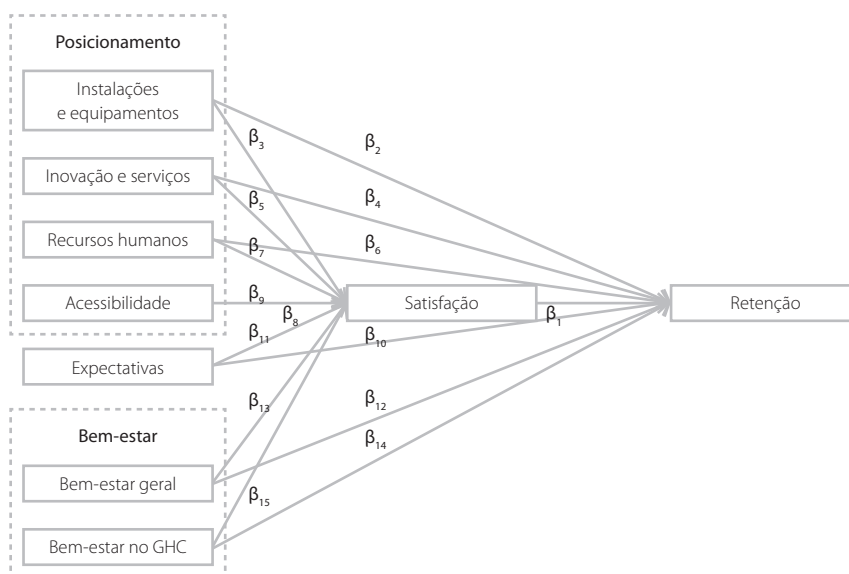 Posicionamento
Instalações
e equipamentos
Inovação e serviços
Recursos humanos
Acessibilidade
Expectativas
Bem-estar
Bem-estar geral
Bem-estar no GHC
Satisfação
Retenção
β3
β2
β5
β4
β7
β6
β9
β8
β1
β11
β10
β13
β12
β14
β15